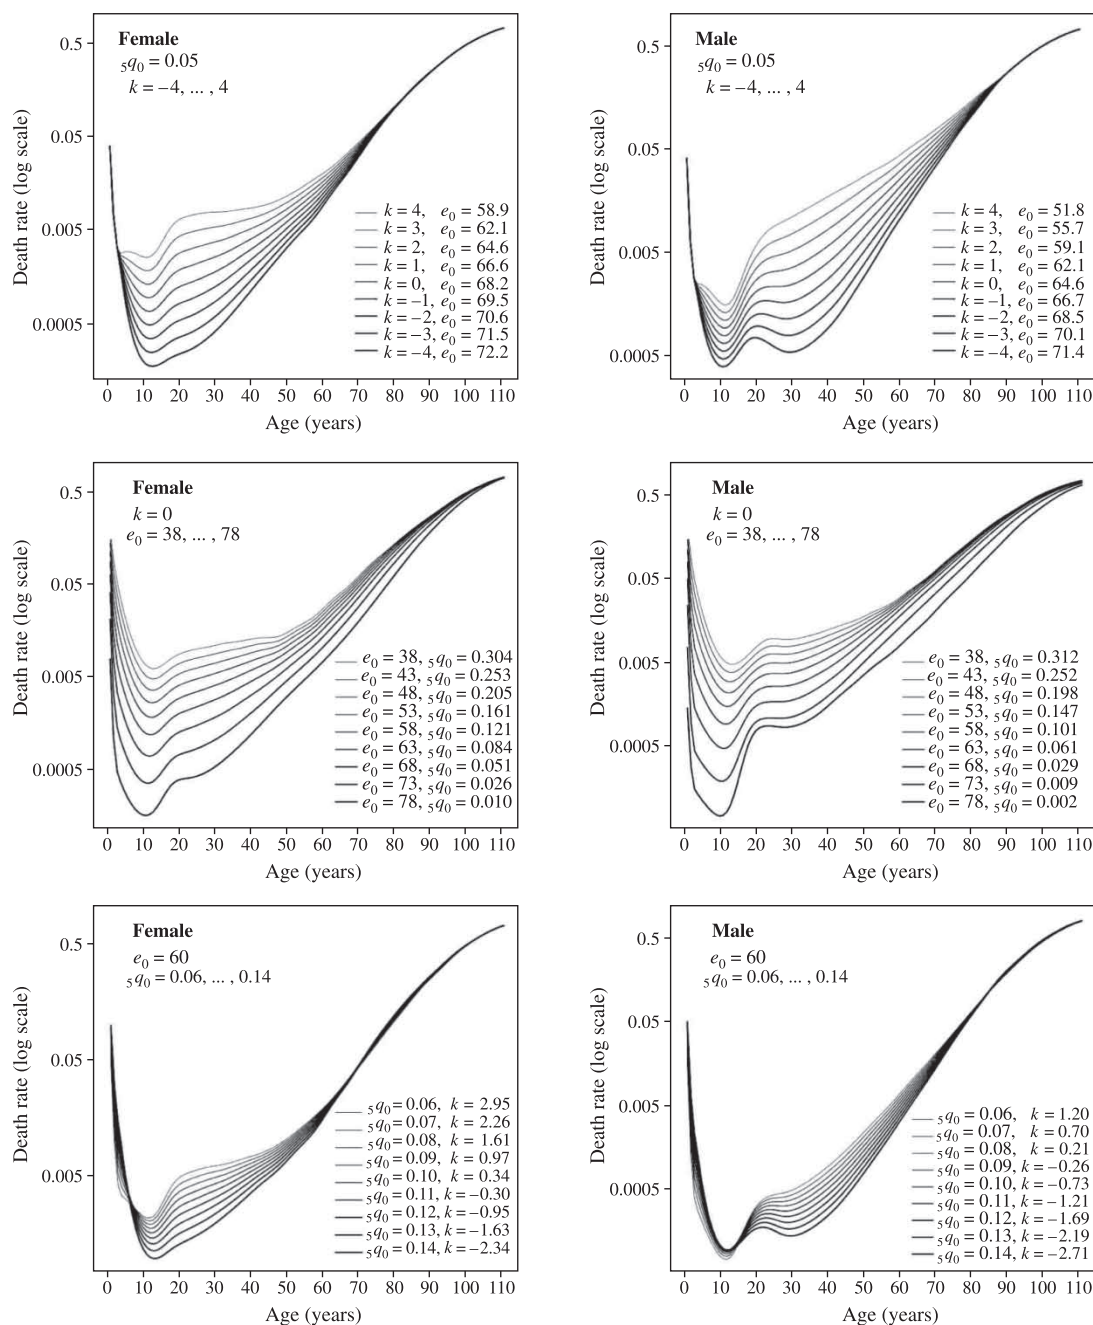 Female
₅q₀ = 0.05
k = −4, ... , 4
Death rate (log scale)
0.5
0.05
0.005
0.0005
k = 4, e₀ = 58.9
k = 3, e₀ = 62.1
k = 2, e₀ = 64.6
k = 1, e₀ = 66.6
k = 0, e₀ = 68.2
k = −1, e₀ = 69.5
k = −2, e₀ = 70.6
k = −3, e₀ = 71.5
k = −4, e₀ = 72.2
0 10 20 30 40 50 60 70 80 90 100 110
Age (years)
Male
₅q₀ = 0.05
k = −4, ... , 4
Death rate (log scale)
0.5
0.05
0.005
0.0005
k = 4, e₀ = 51.8
k = 3, e₀ = 55.7
k = 2, e₀ = 59.1
k = 1, e₀ = 62.1
k = 0, e₀ = 64.6
k = −1, e₀ = 66.7
k = −2, e₀ = 68.5
k = −3, e₀ = 70.1
k = −4, e₀ = 71.4
0 10 20 30 40 50 60 70 80 90 100 110
Age (years)
Female
k = 0
e₀ = 38, ... , 78
Death rate (log scale)
0.5
0.05
0.005
0.0005
e₀ = 38, ₅q₀ = 0.304
e₀ = 43, ₅q₀ = 0.253
e₀ = 48, ₅q₀ = 0.205
e₀ = 53, ₅q₀ = 0.161
e₀ = 58, ₅q₀ = 0.121
e₀ = 63, ₅q₀ = 0.084
e₀ = 68, ₅q₀ = 0.051
e₀ = 73, ₅q₀ = 0.026
e₀ = 78, ₅q₀ = 0.010
0 10 20 30 40 50 60 70 80 90 100 110
Age (years)
Male
k = 0
e₀ = 38, ... , 78
Death rate (log scale)
0.5
0.05
0.005
0.0005
e₀ = 38, ₅q₀ = 0.312
e₀ = 43, ₅q₀ = 0.252
e₀ = 48, ₅q₀ = 0.198
e₀ = 53, ₅q₀ = 0.147
e₀ = 58, ₅q₀ = 0.101
e₀ = 63, ₅q₀ = 0.061
e₀ = 68, ₅q₀ = 0.029
e₀ = 73, ₅q₀ = 0.009
e₀ = 78, ₅q₀ = 0.002
0 10 20 30 40 50 60 70 80 90 100 110
Age (years)
Female
e₀ = 60
₅q₀ = 0.06, ... , 0.14
Death rate (log scale)
0.5
0.05
0.005
₅q₀ = 0.06, k = 2.95
₅q₀ = 0.07, k = 2.26
₅q₀ = 0.08, k = 1.61
₅q₀ = 0.09, k = 0.97
₅q₀ = 0.10, k = 0.34
₅q₀ = 0.11, k = −0.30
₅q₀ = 0.12, k = −0.95
₅q₀ = 0.13, k = −1.63
₅q₀ = 0.14, k = −2.34
0 10 20 30 40 50 60 70 80 90 100 110
Age (years)
Male
e₀ = 60
₅q₀ = 0.06, ... , 0.14
Death rate (log scale)
0.5
0.05
0.005
0.0005
₅q₀ = 0.06, k = 1.20
₅q₀ = 0.07, k = 0.70
₅q₀ = 0.08, k = 0.21
₅q₀ = 0.09, k = −0.26
₅q₀ = 0.10, k = −0.73
₅q₀ = 0.11, k = −1.21
₅q₀ = 0.12, k = −1.69
₅q₀ = 0.13, k = −2.19
₅q₀ = 0.14, k = −2.71
0 10 20 30 40 50 60 70 80 90 100 110
Age (years)